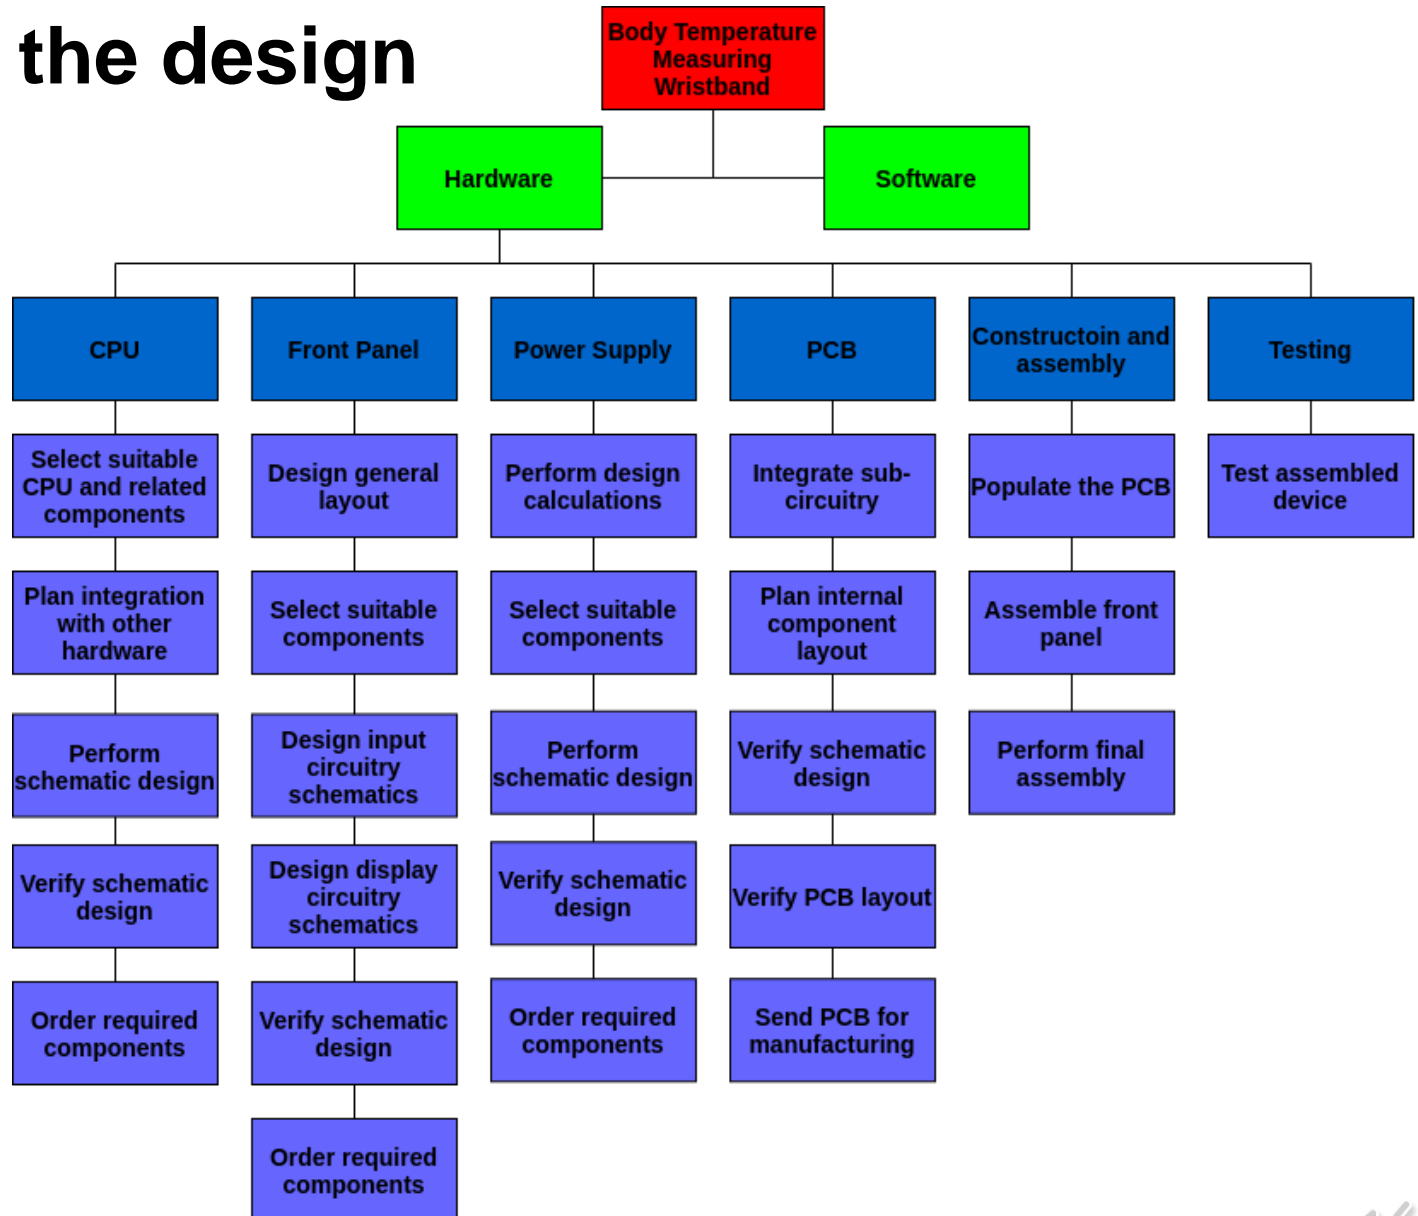 the design
Body Temperature
Measuring
Wristband
Hardware
Software
CPU
Front Panel
Power Supply
PCB
Constructoin and
assembly
Testing
Select suitable
CPU and related
components
Design general
layout
Perform design
calculations
Integrate sub-
circuitry
Populate the PCB
Test assembled
device
Plan integration
with other
hardware
Select suitable
components
Select suitable
components
Plan internal
component
layout
Assemble front
panel
Perform
schematic design
Design input
circuitry
schematics
Perform
schematic design
Verify schematic
design
Perform final
assembly
Verify schematic
design
Design display
circuitry
schematics
Verify schematic
design
Verify PCB layout
Order required
components
Verify schematic
design
Order required
components
Send PCB for
manufacturing
Order required
components